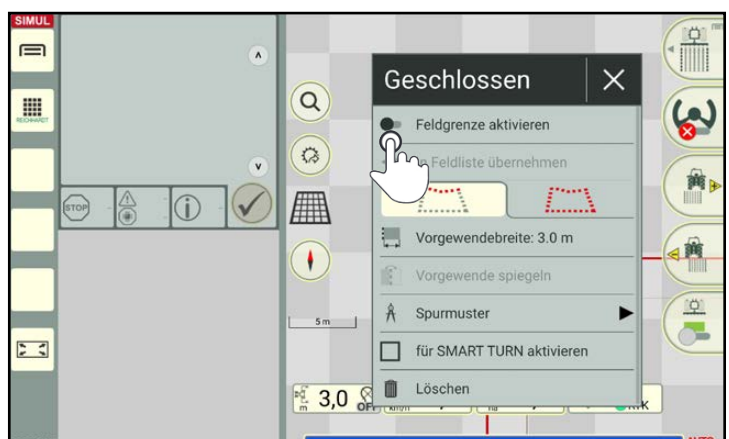 SIMUL
REICHHARDT
STOP
5 m
Geschlossen
Feldgrenze aktivieren
Feldliste übernehmen
Vorgewendebreite: 3.0 m
Vorgewende spiegeln
Spurmuster
für SMART TURN aktivieren
Löschen
m 3,0 OFF km/h ha
AUTO